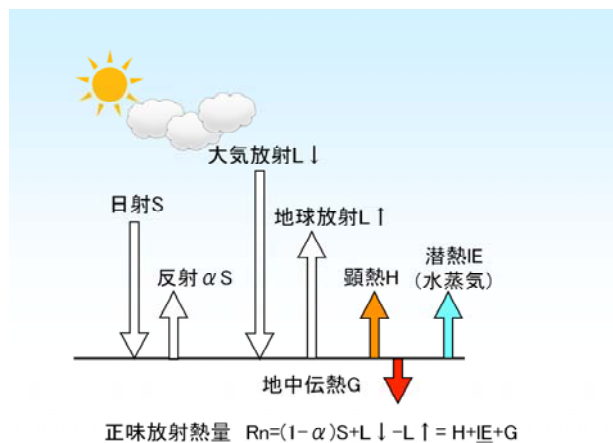 大気放射L↓
日射S
地球放射L↑
反射αS
顕熱H
潜熱lE
(水蒸気)
地中伝熱G
正味放射熱量 Rn=(1-α)S+L↓-L↑= H+lE+G